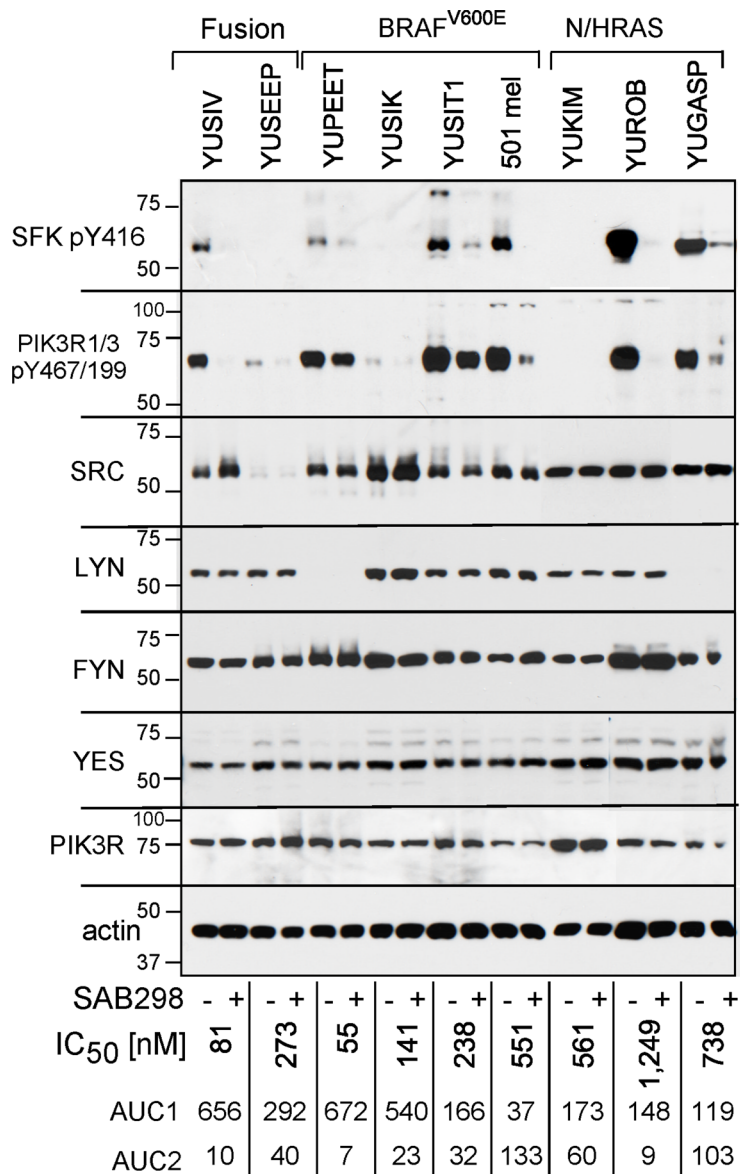 Fusion BRAFV600E N/HRAS
YUSIV YUSEEP YUPEET YUSIK YUSIT1 501 mel YUKIM YUROB YUGASP
75
SFK pY416
50
100
PIK3R1/3 75
pY467/199
50
75
SRC
50
75
LYN
50
75
FYN
50
75
YES
50
100
PIK3R 75
50
actin
37
SAB298 - + - + - + - + - + - + - + - + - +
IC50 [nM] 81 273 55 141 238 551 561 1,249 738
AUC1 656 292 672 540 166 37 173 148 119
AUC2 10 40 7 23 32 133 60 9 103